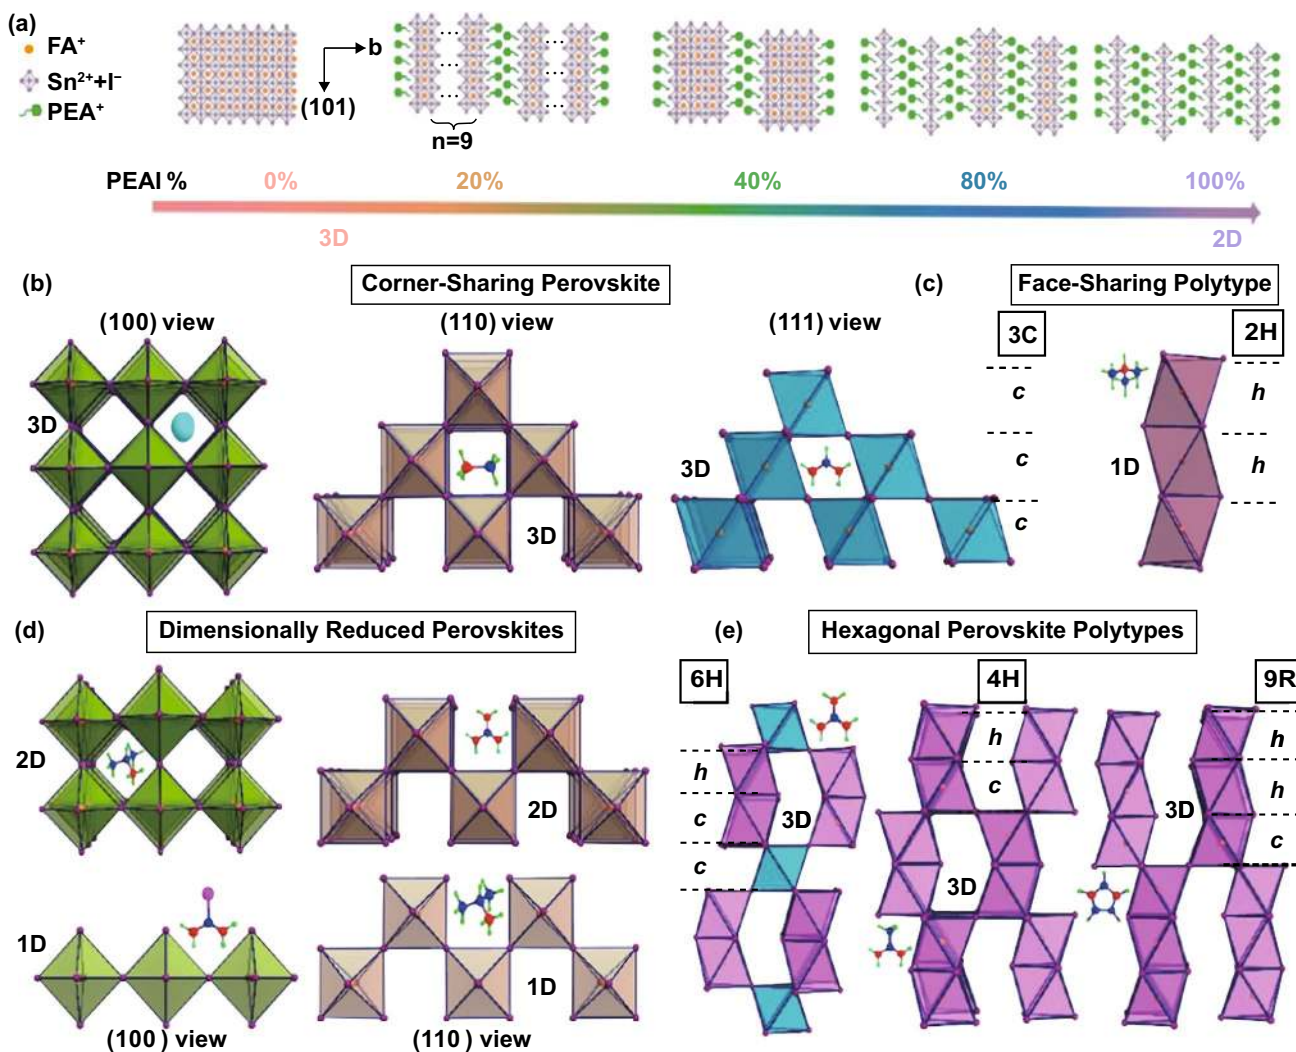 (a)
FA⁺
Sn²⁺+I⁻
PEA⁺
b
(101)
n=9
PEAI % 0% 20% 40% 80% 100%
3D 2D
(b) Corner-Sharing Perovskite
(100) view (110) view (111) view
3D
3D
3D
(c) Face-Sharing Polytype
3C 2H
c
c
c
1D
h
h
(d) Dimensionally Reduced Perovskites
2D
2D
1D
1D
(100) view (110) view
(e) Hexagonal Perovskite Polytypes
6H 4H 9R
h
c
c
3D
h
c
3D
h
h
c
3D